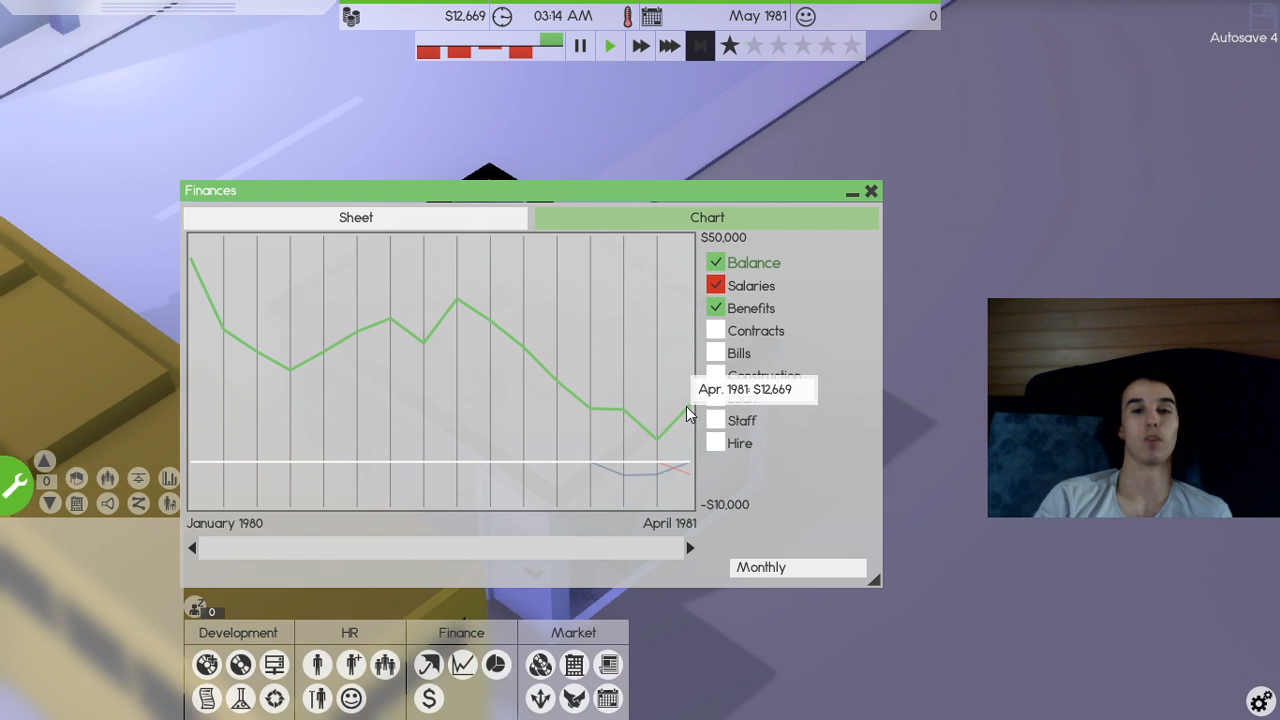 $12,669
03:14 AM
May 1981
0
Autosave 4
Finances
Sheet
Chart
$50,000
Balance
Salaries
Benefits
Contracts
Bills
Construction
Apr. 1981: $12,669
Staff
Hire
-$10,000
January 1980
April 1981
Monthly
0
0
Development
HR
Finance
Market